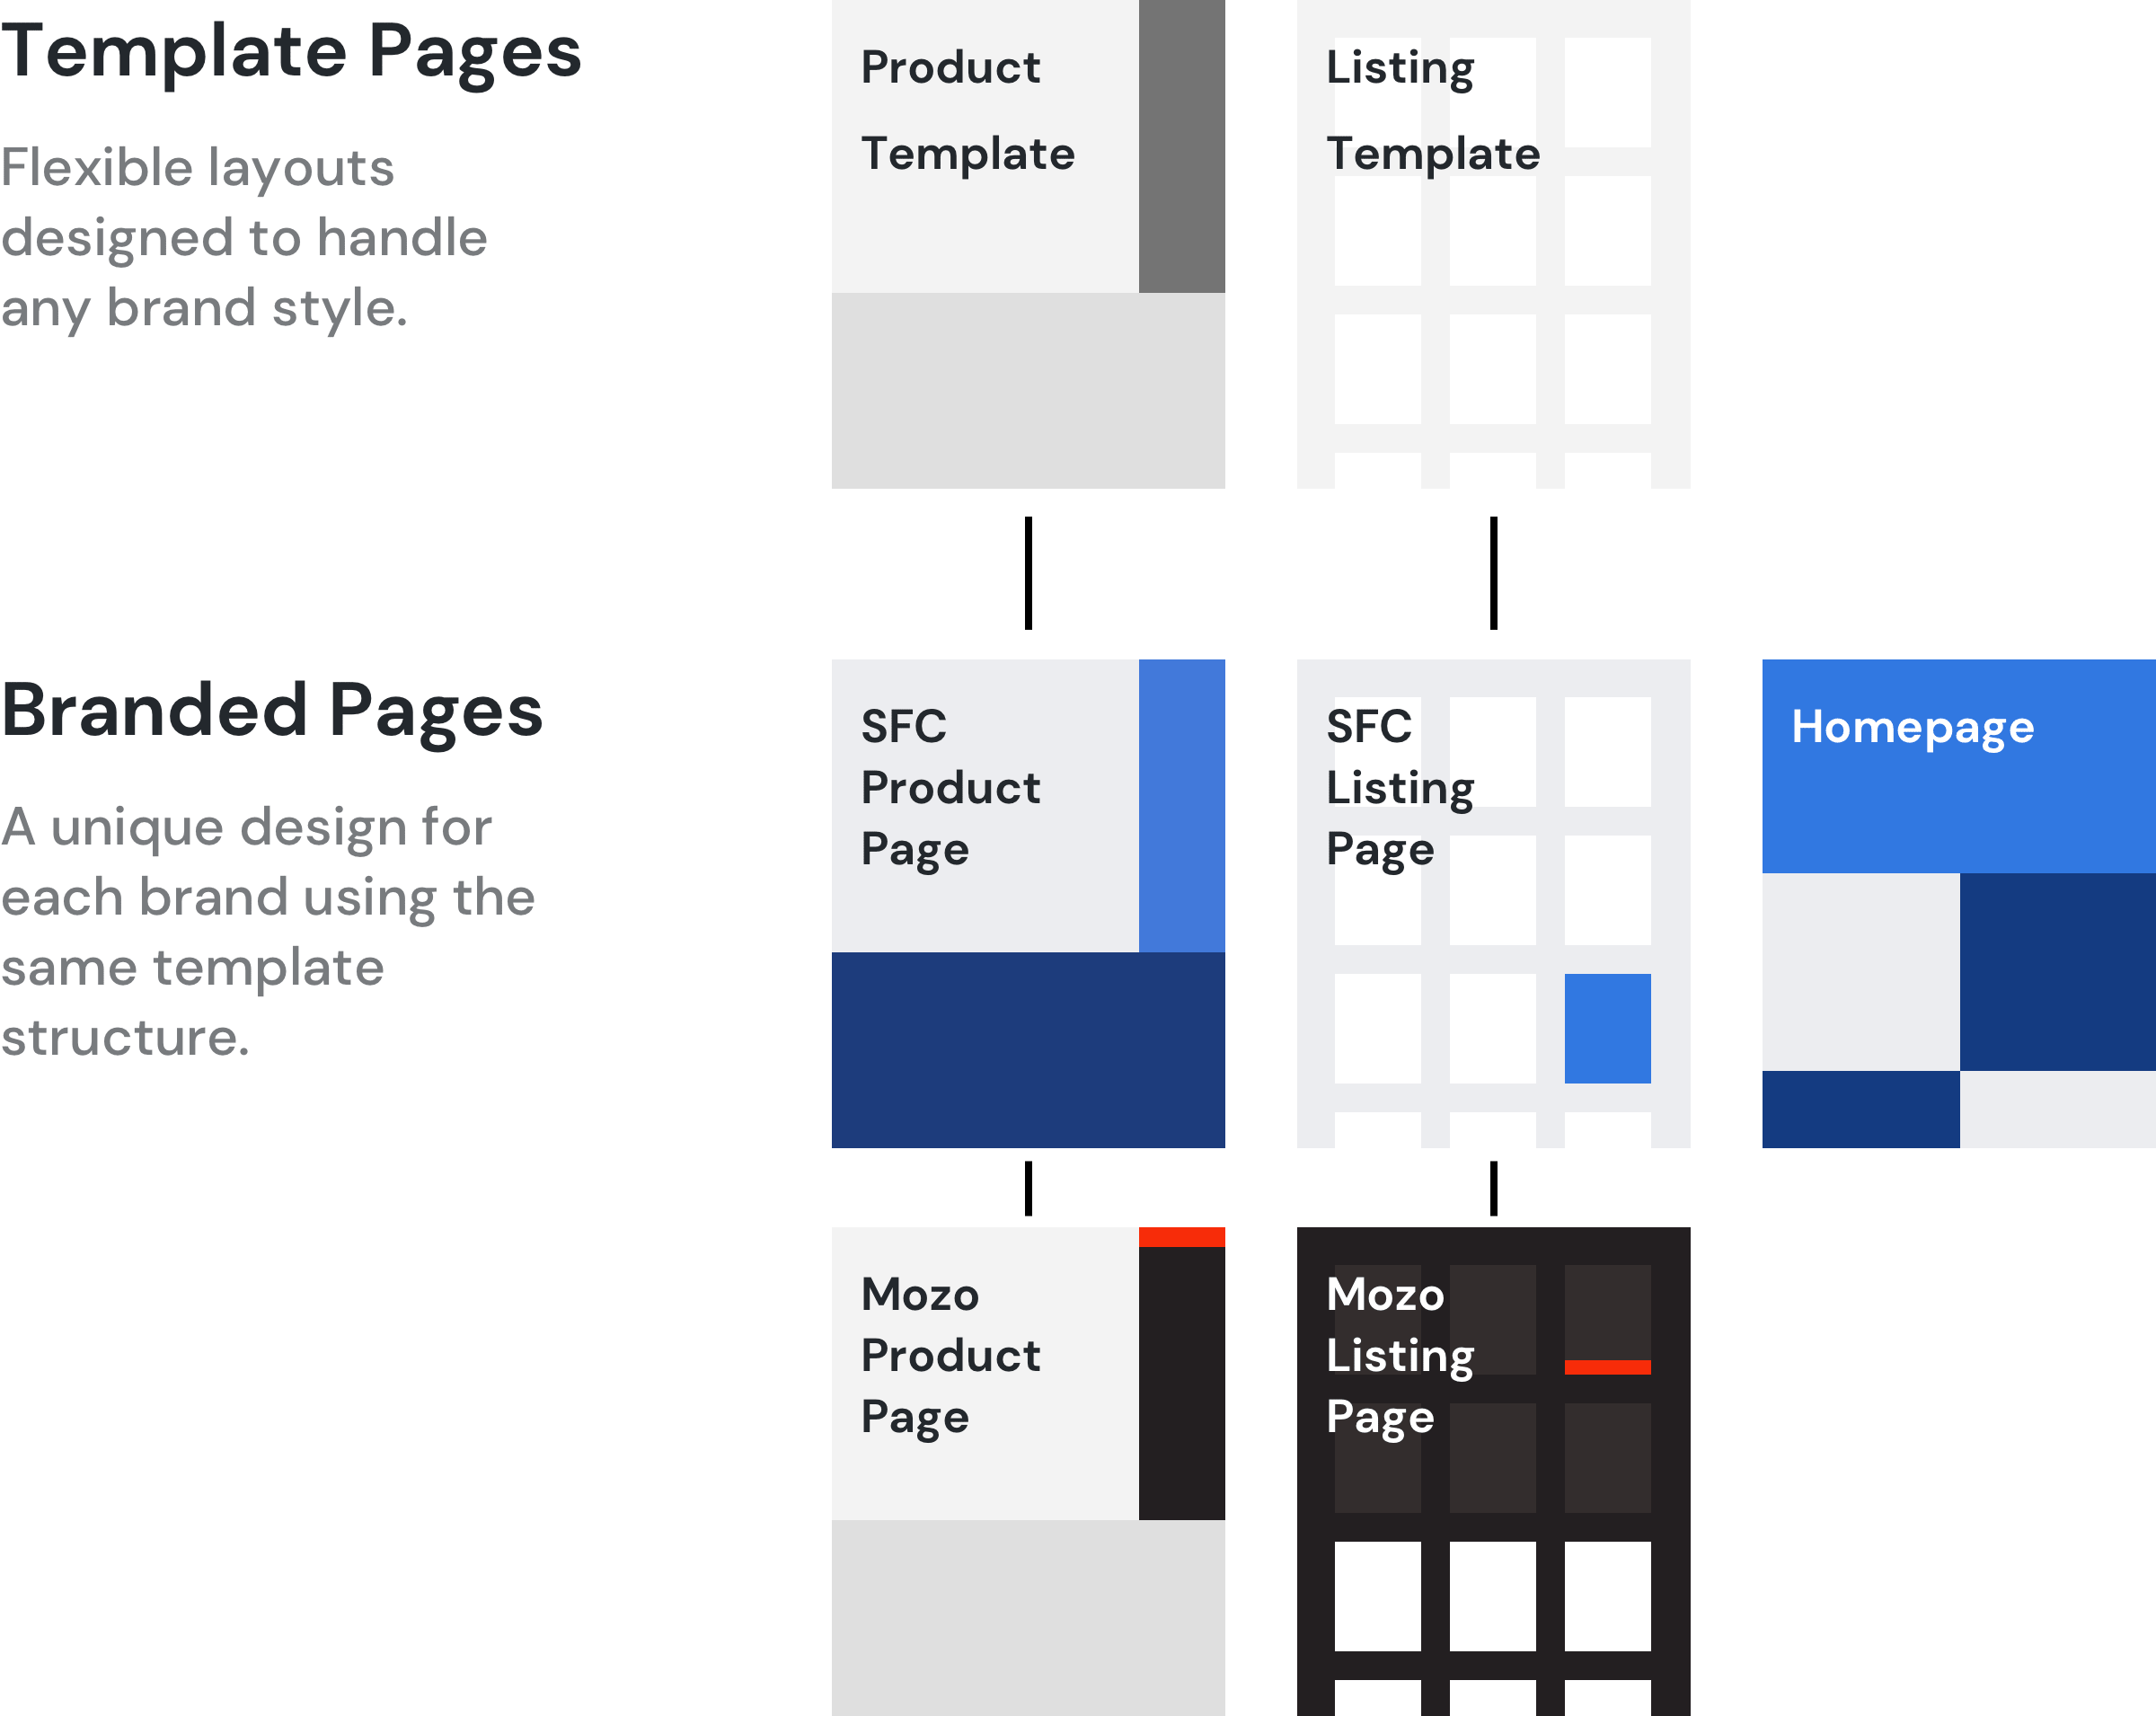 Template Pages
Flexible layouts
designed to handle
any brand style.
Product
Template
Listing
Template
Branded Pages
A unique design for
each brand using the
same template
structure.
SFC
Product
Page
SFC
Listing
Page
Homepage
Mozo
Product
Page
Mozo
Listing
Page